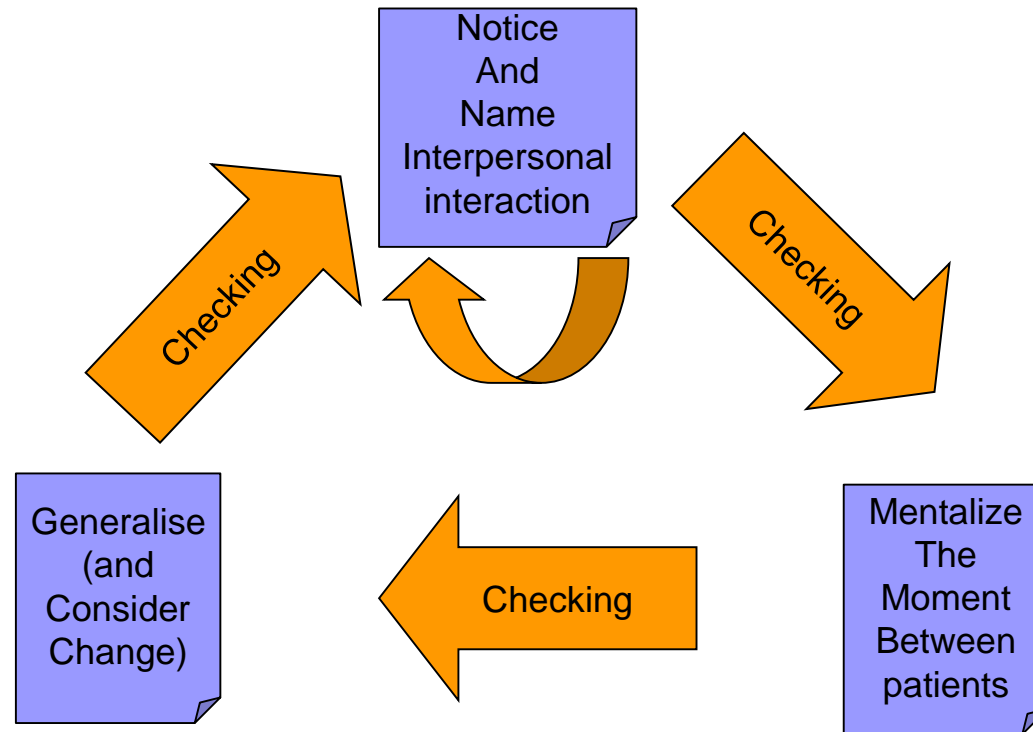 Notice
And
Name
Interpersonal
interaction
Checking
Checking
Generalise
(and
Consider
Change)
Checking
Mentalize
The
Moment
Between
patients